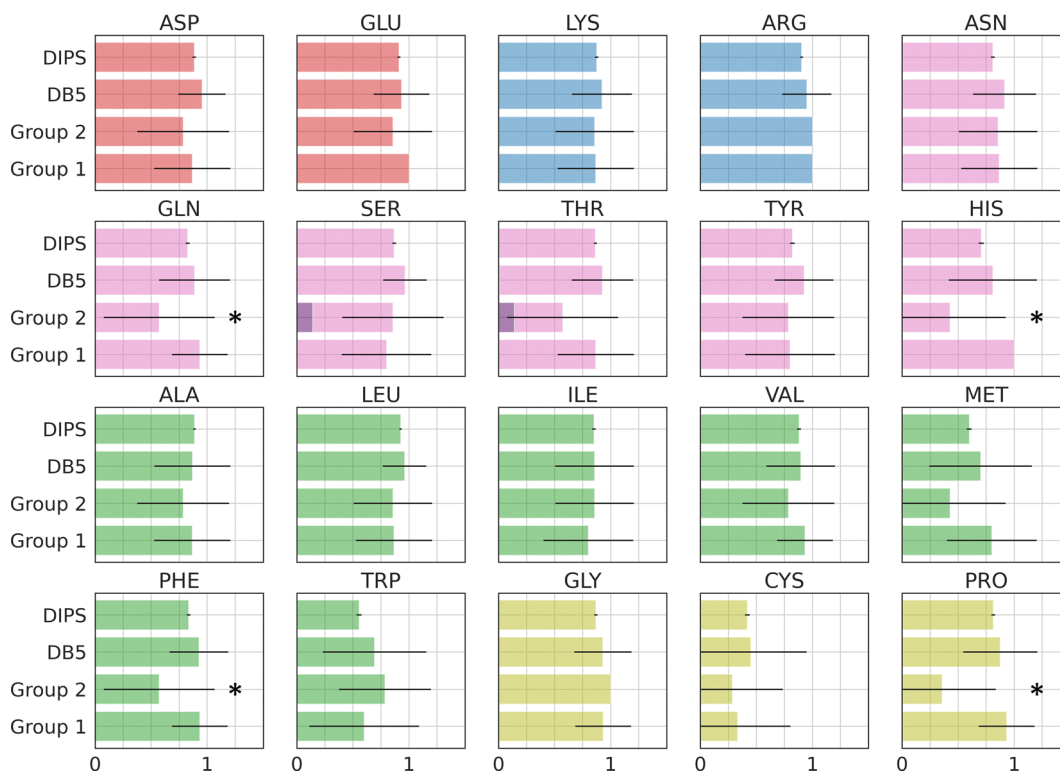 ASP GLU LYS ARG ASN
DIPS
DB5
Group 2
Group 1
GLN SER THR TYR HIS
DIPS
DB5
Group 2 * *
Group 1
ALA LEU ILE VAL MET
DIPS
DB5
Group 2
Group 1
PHE TRP GLY CYS PRO
DIPS
DB5
Group 2 * *
Group 1
0 1 0 1 0 1 0 1 0 1